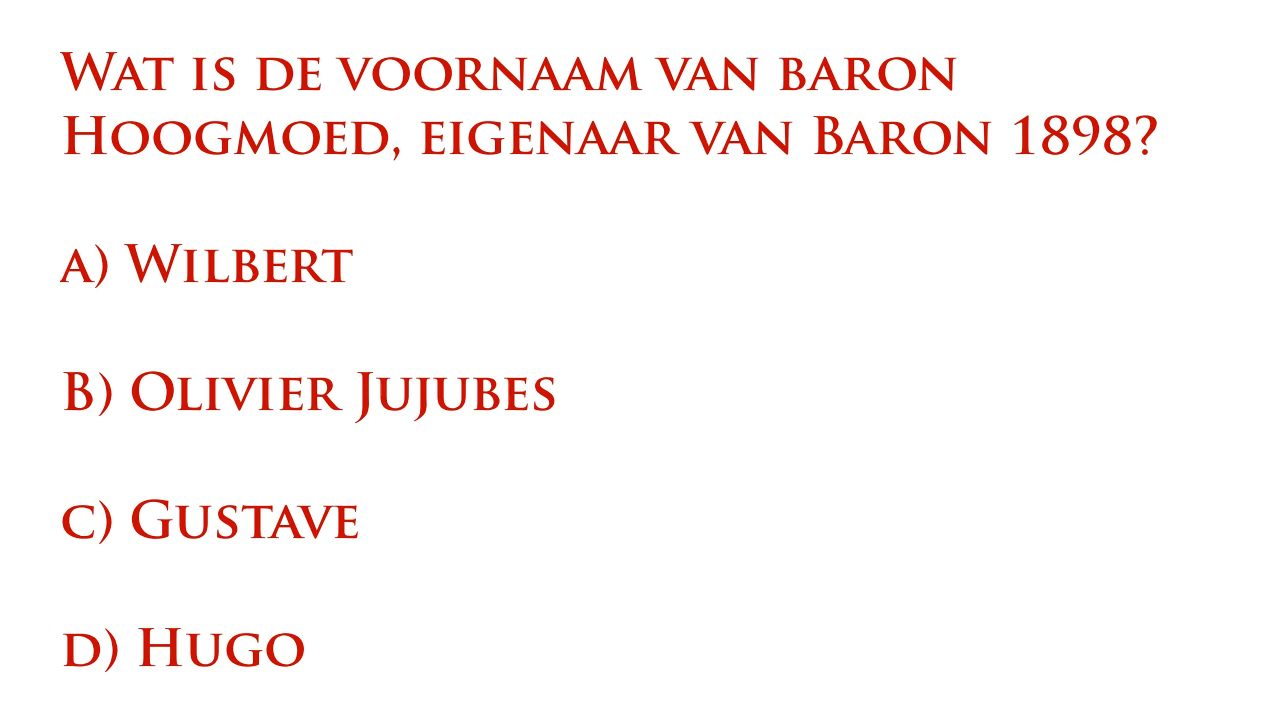 Wat is de voornaam van baron
Hoogmoed, eigenaar van Baron 1898?
a) Wilbert
B) Olivier Jujubes
c) Gustave
d) Hugo